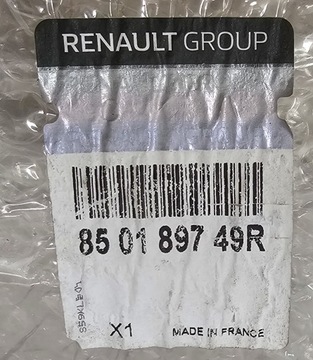 RENAULT GROUP
85 01 897 49R
X1 MADE IN FRANCE